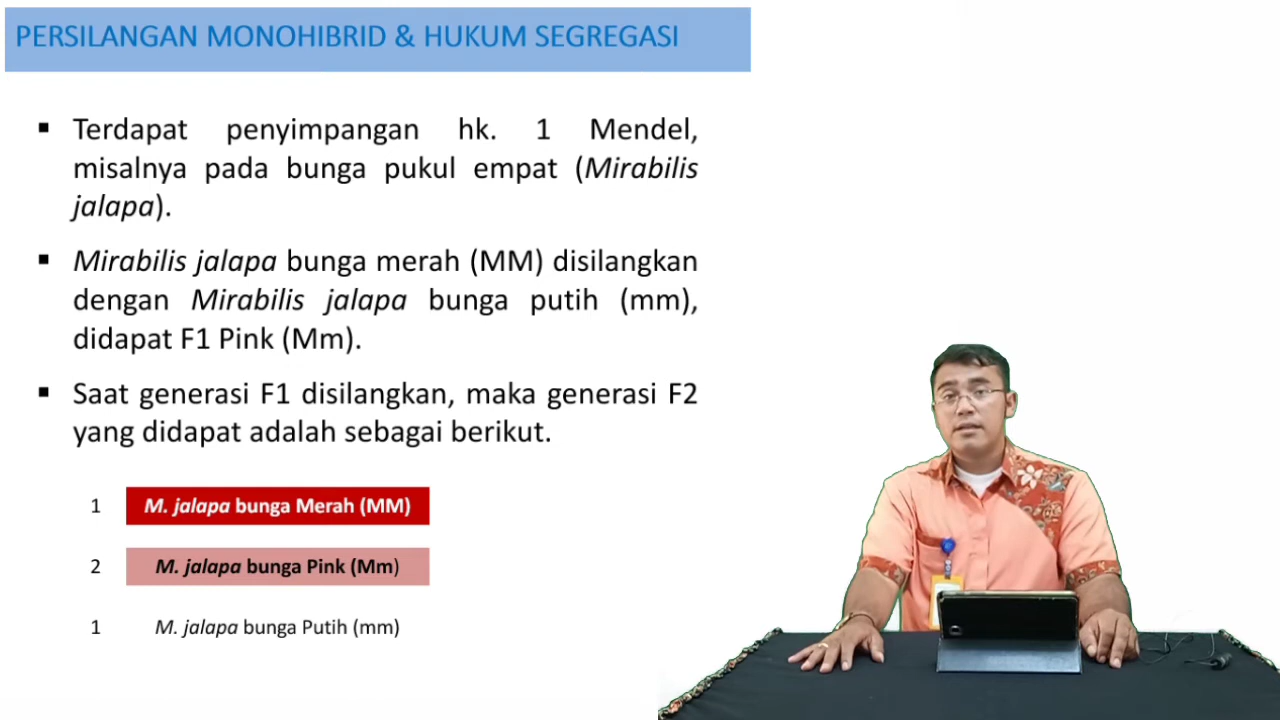 PERSILANGAN MONOHIBRID & HUKUM SEGREGASI
▪ Terdapat penyimpangan hk. 1 Mendel,
misalnya pada bunga pukul empat (Mirabilis
jalapa).
▪ Mirabilis jalapa bunga merah (MM) disilangkan
dengan Mirabilis jalapa bunga putih (mm),
didapat F1 Pink (Mm).
▪ Saat generasi F1 disilangkan, maka generasi F2
yang didapat adalah sebagai berikut.
1 M. jalapa bunga Merah (MM)
2 M. jalapa bunga Pink (Mm)
1 M. jalapa bunga Putih (mm)